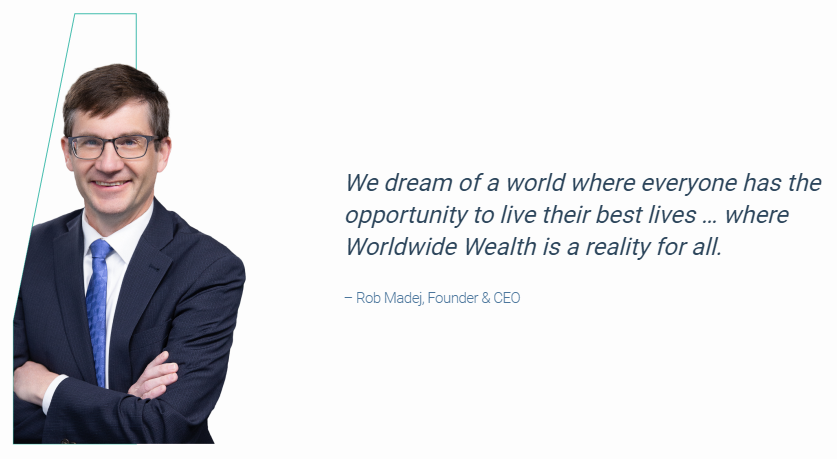 We dream of a world where everyone has the
opportunity to live their best lives ... where
Worldwide Wealth is a reality for all.
– Rob Madej, Founder & CEO